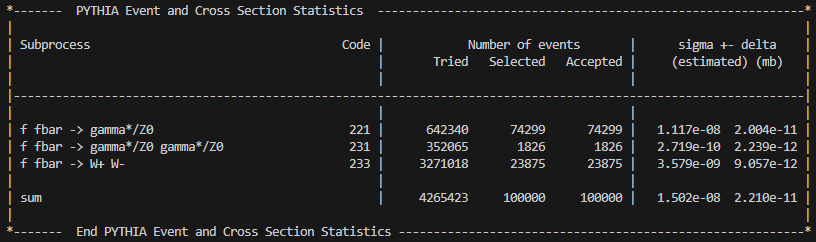 *-------  PYTHIA Event and Cross Section Statistics  -------------------------------------------------------------*
|                                                                                                                 |
| Subprocess                                    Code |            Number of events       |      sigma +- delta    |
|                                                    |       Tried   Selected   Accepted |     (estimated) (mb)   |
|                                                    |                                   |                        |
|-----------------------------------------------------------------------------------------------------------------|
|                                                    |                                   |                        |
| f fbar -> gamma*/Z0                            221 |      642340      74299      74299 |   1.117e-08  2.004e-11 |
| f fbar -> gamma*/Z0 gamma*/Z0                  231 |      352065       1826       1826 |   2.719e-10  2.239e-12 |
| f fbar -> W+ W-                                233 |     3271018      23875      23875 |   3.579e-09  9.057e-12 |
|                                                    |                                   |                        |
| sum                                                |     4265423     100000     100000 |   1.502e-08  2.210e-11 |
|                                                                                                                 |
*-------  End PYTHIA Event and Cross Section Statistics ----------------------------------------------------------*